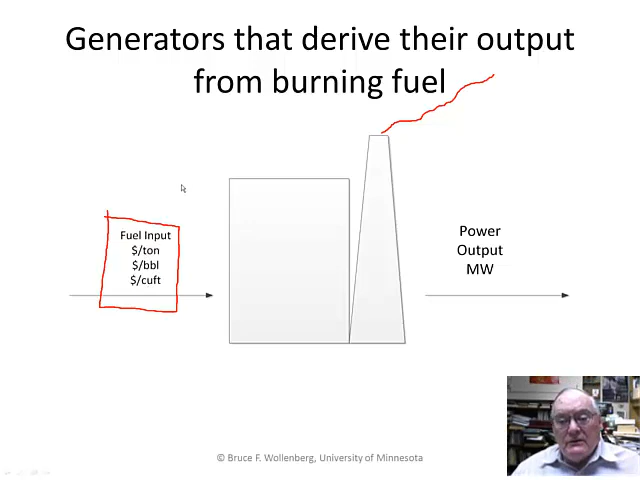 Generators that derive their output
from burning fuel
Fuel Input
$/ton
$/bbl
$/cuft
Power
Output
MW
© Bruce F. Wollenberg, University of Minnesota